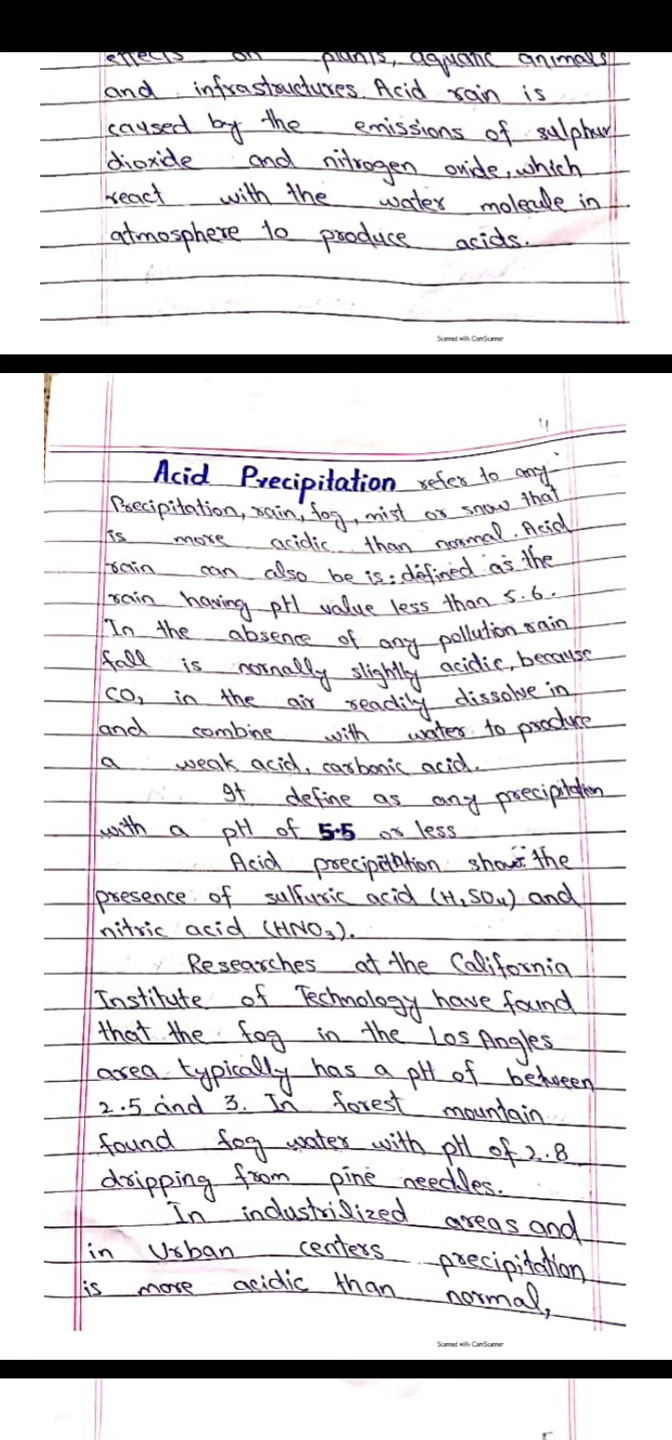 effects on plants, aquatic animals
and infrastuctures. Acid rain is
caused by the emissions of sulphur
dioxide and nitrogen oxide, which
react with the water molecule in
atmosphere to produce acids.
Scanned with CamScanner
4
Acid Precipitation refer to any
Precipitation, rain, fog, mist or snow that
is more acidic than normal. Acid
rain can also be is: defined as the
rain having pH value less than 5.6.
In the absence of any pollution rain
fall is normally slightly acidic, because
CO₂ in the air readily dissolve in
and combine with water to produce
a weak acid, carbonic acid.
It define as any precipitation
with a pH of 5.5 or less
Acid precipitation shows the
presence of sulfuric acid (H₂SO₄) and
nitric acid (HNO₃).
Researches at the California
Institute of Technology have found
that the fog in the Los Angles
area typically has a pH of between
2.5 and 3. In forest mountain
found fog water with pH of 2.8
dripping from pine needles.
In industrilized areas and
in Urban centers precipitation
is more acidic than normal,
Scanned with CamScanner